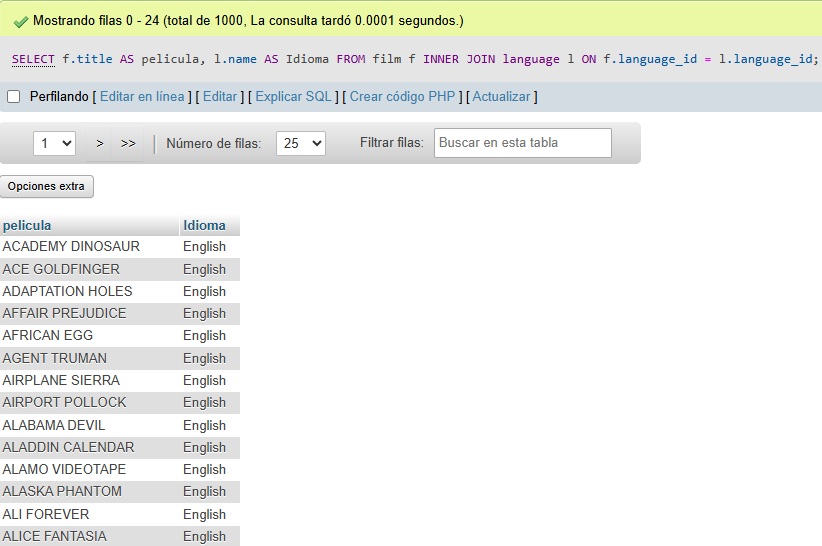 Mostrando filas 0 - 24 (total de 1000, La consulta tardó 0.0001 segundos.)
SELECT f.title AS pelicula, l.name AS Idioma FROM film f INNER JOIN language l ON f.language_id = l.language_id;
Perfilando [ Editar en línea ] [ Editar ] [ Explicar SQL ] [ Crear código PHP ] [ Actualizar ]
1 > >> | Número de filas: 25 Filtrar filas: Buscar en esta tabla
Opciones extra
pelicula Idioma
ACADEMY DINOSAUR English
ACE GOLDFINGER English
ADAPTATION HOLES English
AFFAIR PREJUDICE English
AFRICAN EGG English
AGENT TRUMAN English
AIRPLANE SIERRA English
AIRPORT POLLOCK English
ALABAMA DEVIL English
ALADDIN CALENDAR English
ALAMO VIDEOTAPE English
ALASKA PHANTOM English
ALI FOREVER English
ALICE FANTASIA English